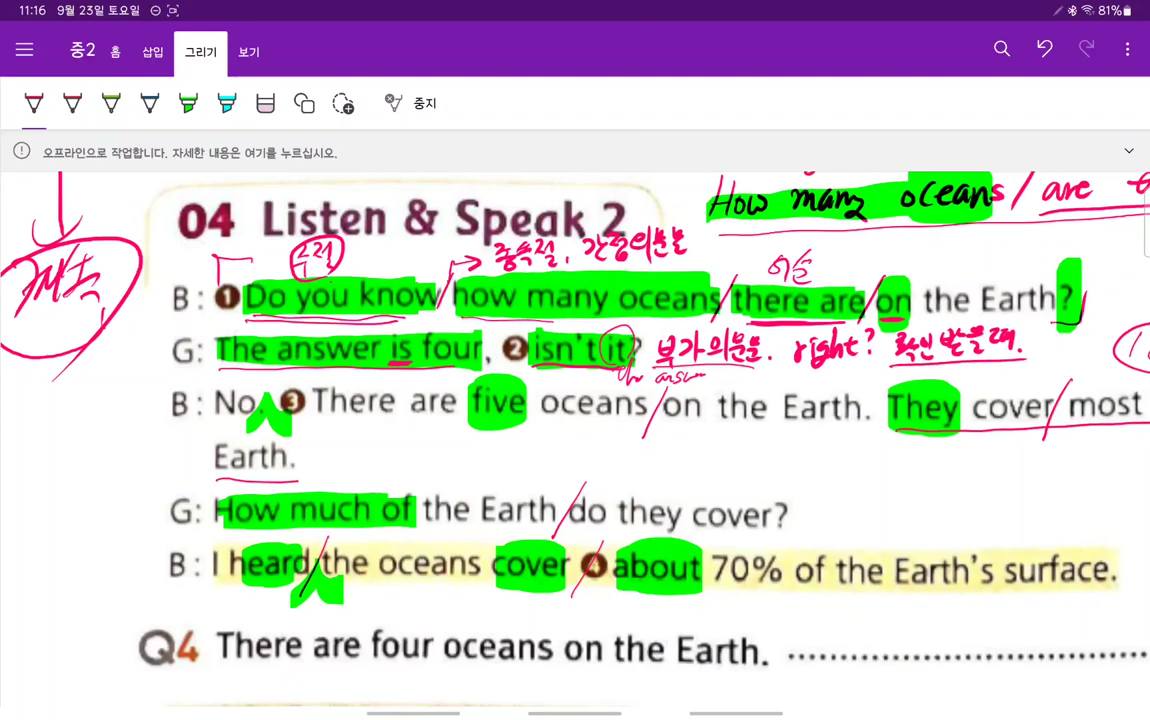 11:16 9월 23일 토요일 81%
중2 홈 삽입 그리기 보기
중지
오프라인으로 작업합니다. 자세한 내용은 여기를 누르십시오.
How many oceans / are
04 Listen & Speak 2
종속절, 간접의문문
B: ❶ Do you know / how many oceans / there are / on the Earth?
G: The answer is four, ❷ isn't it? 부가의문문. right? 확인 받을 때.
the answer
B: No. ❸ There are five oceans / on the Earth. They cover / most
Earth.
G: How much of the Earth / do they cover?
B: I heard / the oceans cover / ❹ about 70% of the Earth's surface.
Q4 There are four oceans on the Earth.